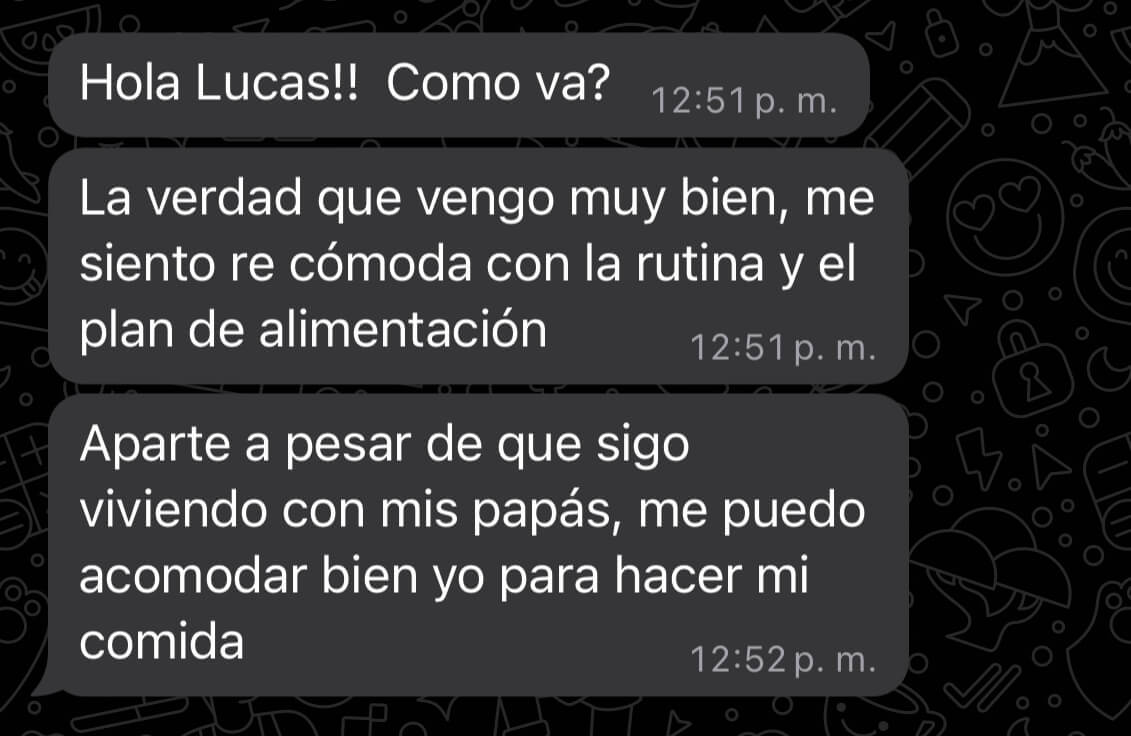 Hola Lucas!!  Como va?
12:51 p. m.
La verdad que vengo muy bien, me
siento re cómoda con la rutina y el
plan de alimentación
12:51 p. m.
Aparte a pesar de que sigo
viviendo con mis papás, me puedo
acomodar bien yo para hacer mi
comida
12:52 p. m.